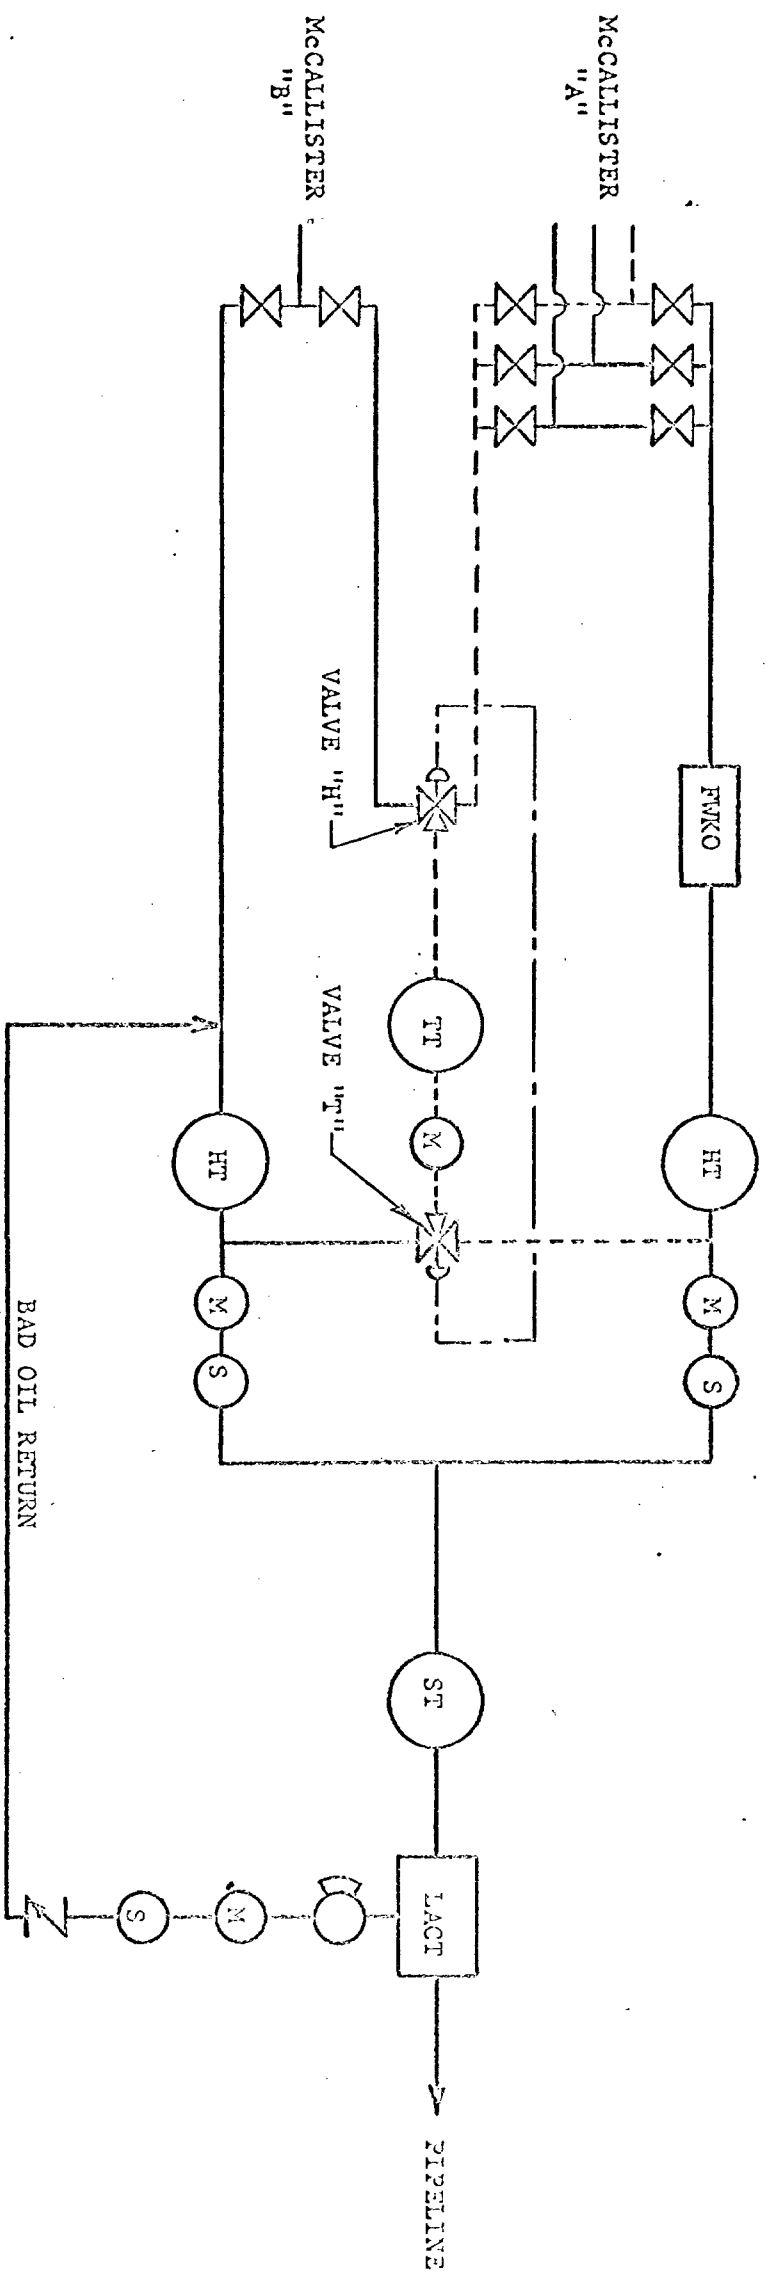 McCALLISTER
"A"
McCALLISTER
"B"
FWKO
HT
M
S
VALVE "H"
TT
M
VALVE "T"
HT
M
S
ST
LACT
PIPELINE
M
S
BAD OIL RETURN